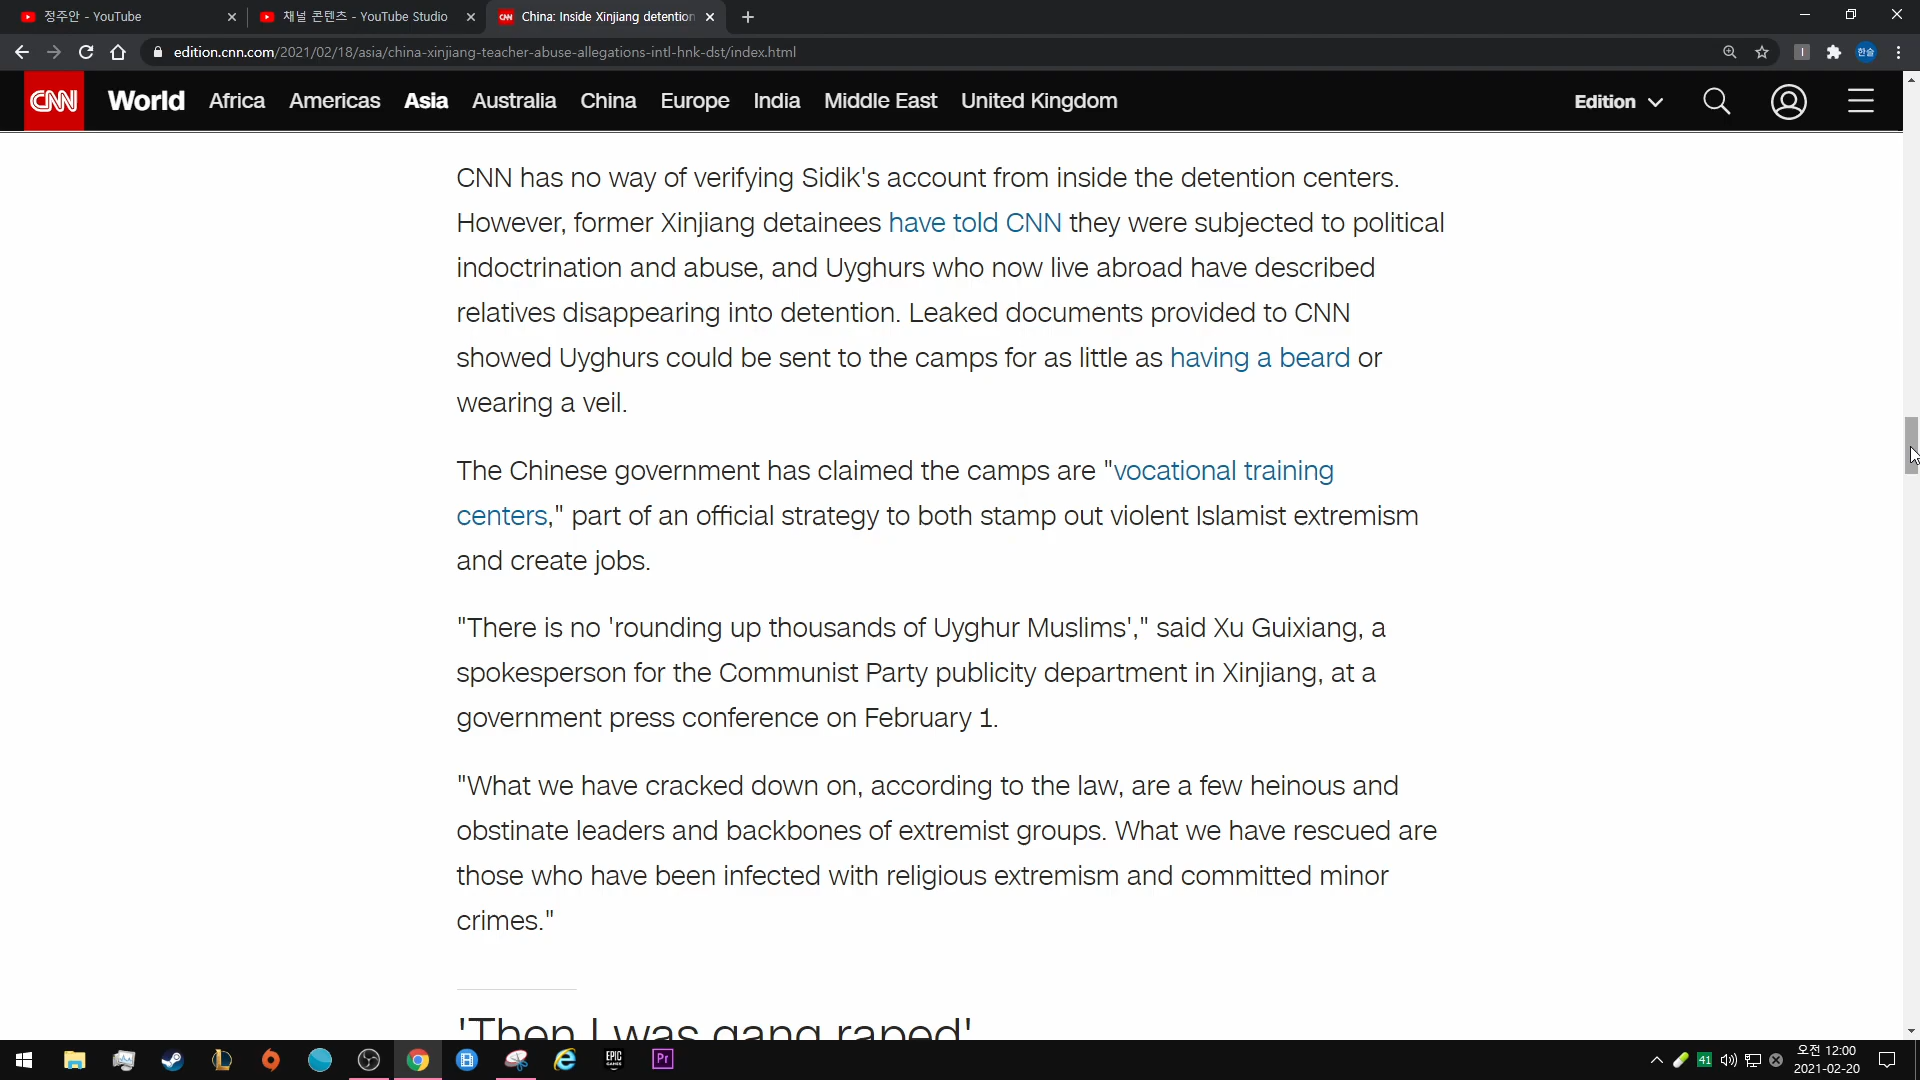 정주안 - YouTube
채널 콘텐츠 - YouTube Studio
CNN
China: Inside Xinjiang detention
edition.cnn.com/2021/02/18/asia/china-xinjiang-teacher-abuse-allegations-intl-hnk-dst/index.html
한슬
CNN World Africa Americas Asia Australia China Europe India Middle East United Kingdom Edition
CNN has no way of verifying Sidik's account from inside the detention centers.
However, former Xinjiang detainees have told CNN they were subjected to political
indoctrination and abuse, and Uyghurs who now live abroad have described
relatives disappearing into detention. Leaked documents provided to CNN
showed Uyghurs could be sent to the camps for as little as having a beard or
wearing a veil.
The Chinese government has claimed the camps are "vocational training
centers," part of an official strategy to both stamp out violent Islamist extremism
and create jobs.
"There is no 'rounding up thousands of Uyghur Muslims'," said Xu Guixiang, a
spokesperson for the Communist Party publicity department in Xinjiang, at a
government press conference on February 1.
"What we have cracked down on, according to the law, are a few heinous and
obstinate leaders and backbones of extremist groups. What we have rescued are
those who have been infected with religious extremism and committed minor
crimes."
'Then I was gang raped'
EPIC
GAMES
Pr
41
오전 12:00
2021-02-20